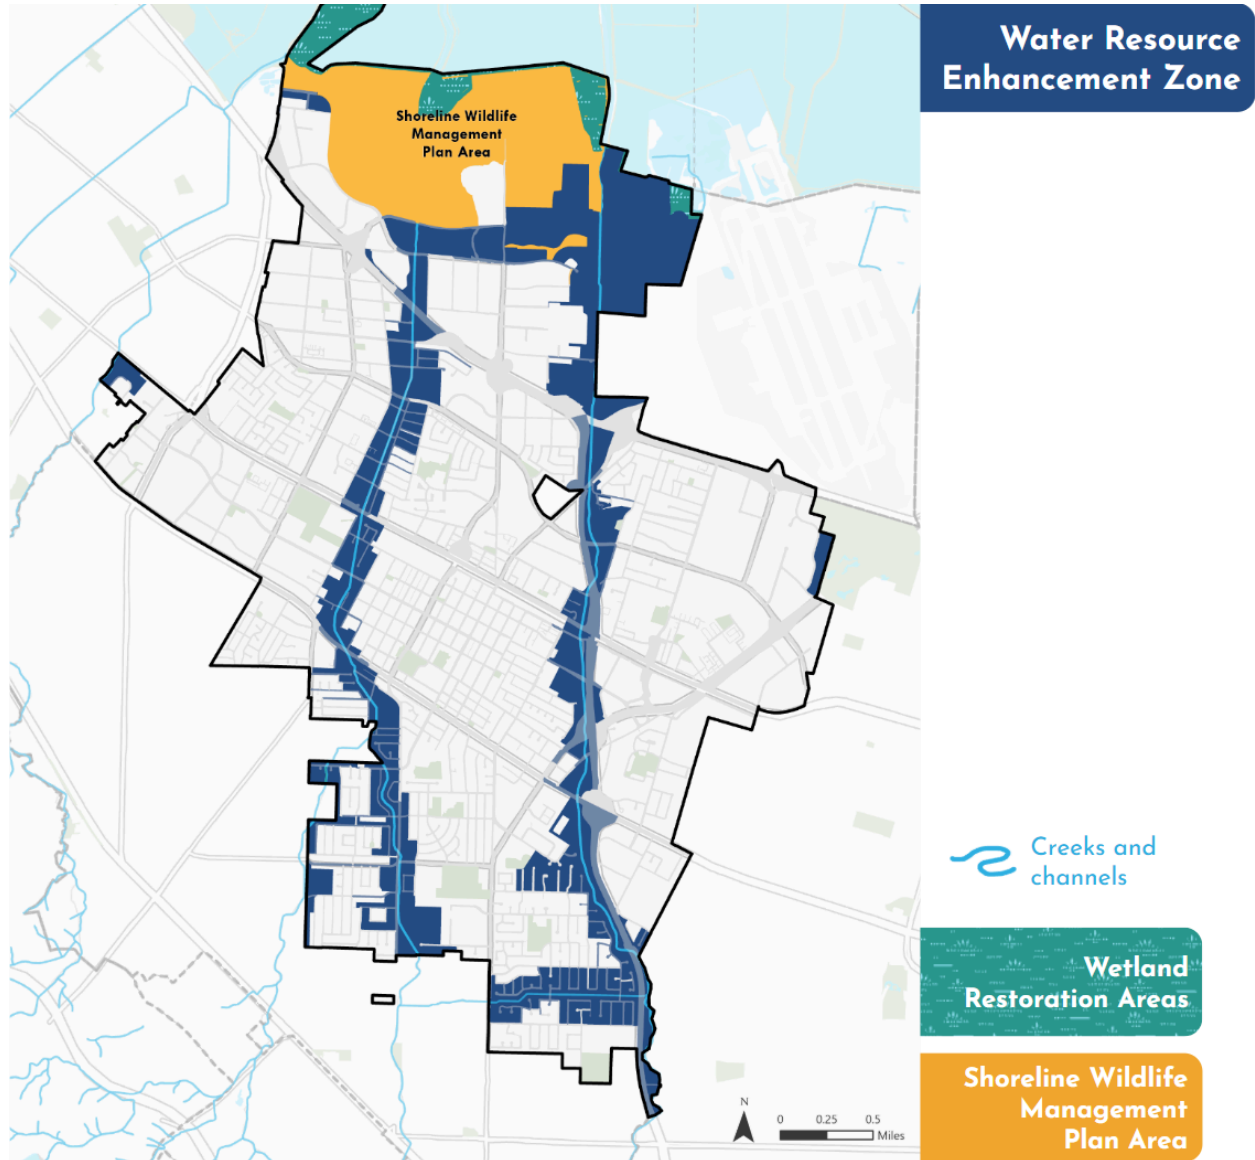 Water Resource
Enhancement Zone
Shoreline Wildlife
Management
Plan Area
Creeks and
channels
Wetland
Restoration Areas
Shoreline Wildlife
Management
Plan Area
N
0 0.25 0.5
Miles